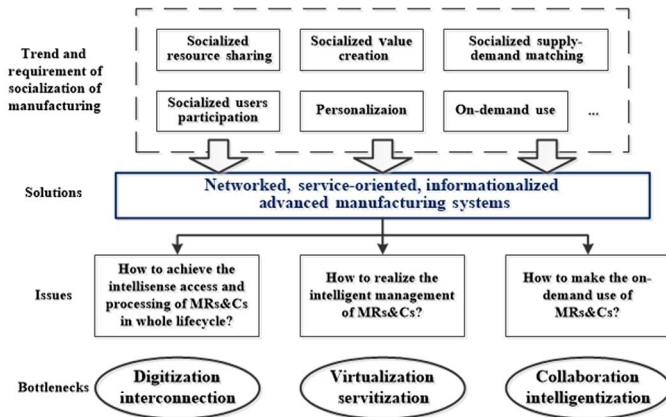 Trend and
requirement of
socialization of
manufacturing
Socialized
resource sharing
Socialized value
creation
Socialized supply-
demand matching
Socialized users
participation
Personalizaion
On-demand use
...
Solutions
Networked, service-oriented, informationalized
advanced manufacturing systems
Issues
How to achieve the
intellisense access and
processing of MRs&Cs
in whole lifecycle?
How to realize the
intelligent management
of MRs&Cs?
How to make the on-
demand use of
MRs&Cs?
Bottlenecks
Digitization
interconnection
Virtualization
servitization
Collaboration
intelligentization